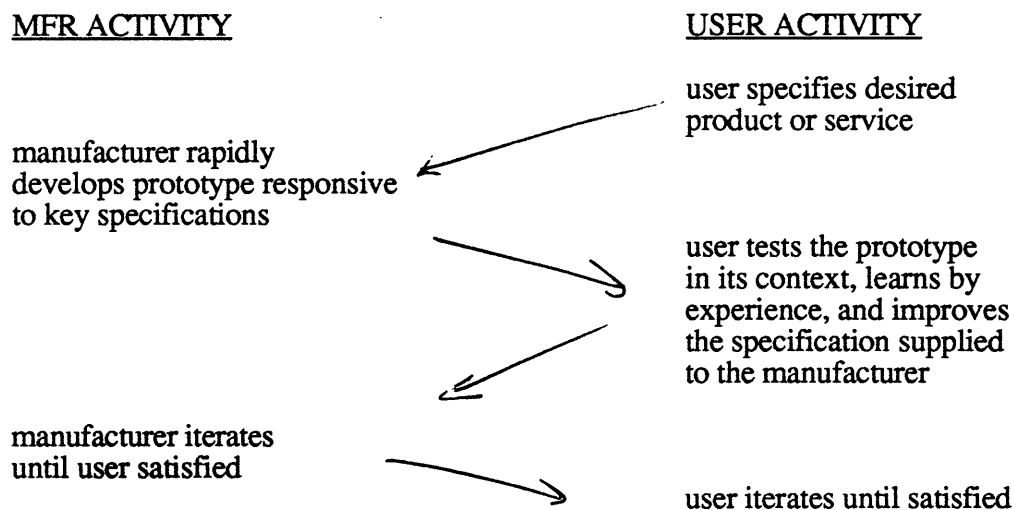 MFR ACTIVITY
USER ACTIVITY
user specifies desired
product or service
manufacturer rapidly
develops prototype responsive
to key specifications
user tests the prototype
in its context, learns by
experience, and improves
the specification supplied
to the manufacturer
manufacturer iterates
until user satisfied
user iterates until satisfied